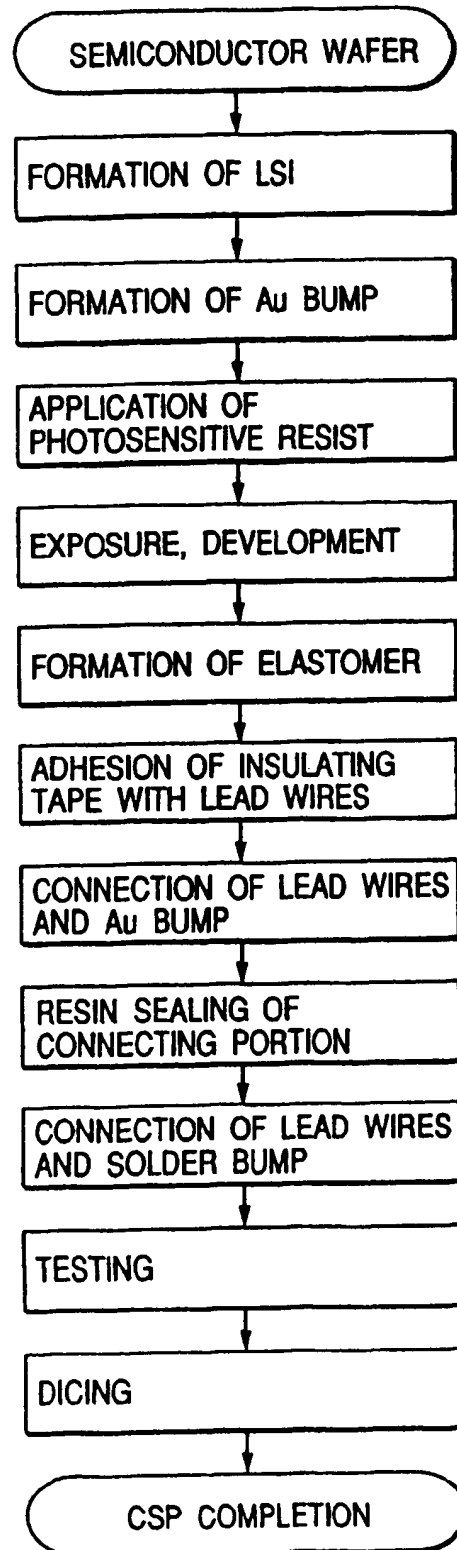 SEMICONDUCTOR WAFER
FORMATION OF LSI
FORMATION OF Au BUMP
APPLICATION OF
PHOTOSENSITIVE RESIST
EXPOSURE, DEVELOPMENT
FORMATION OF ELASTOMER
ADHESION OF INSULATING
TAPE WITH LEAD WIRES
CONNECTION OF LEAD WIRES
AND Au BUMP
RESIN SEALING OF
CONNECTING PORTION
CONNECTION OF LEAD WIRES
AND SOLDER BUMP
TESTING
DICING
CSP COMPLETION